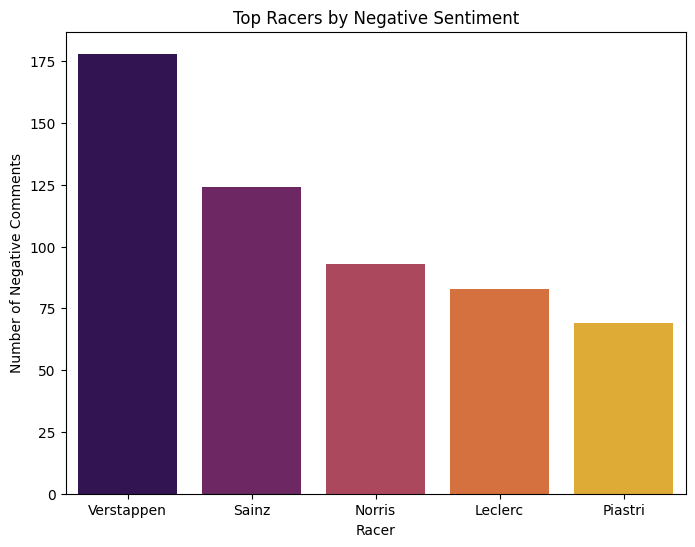 Top Racers by Negative Sentiment
Number of Negative Comments
175
150
125
100
75
50
25
0
Verstappen
Sainz
Norris
Leclerc
Piastri
Racer